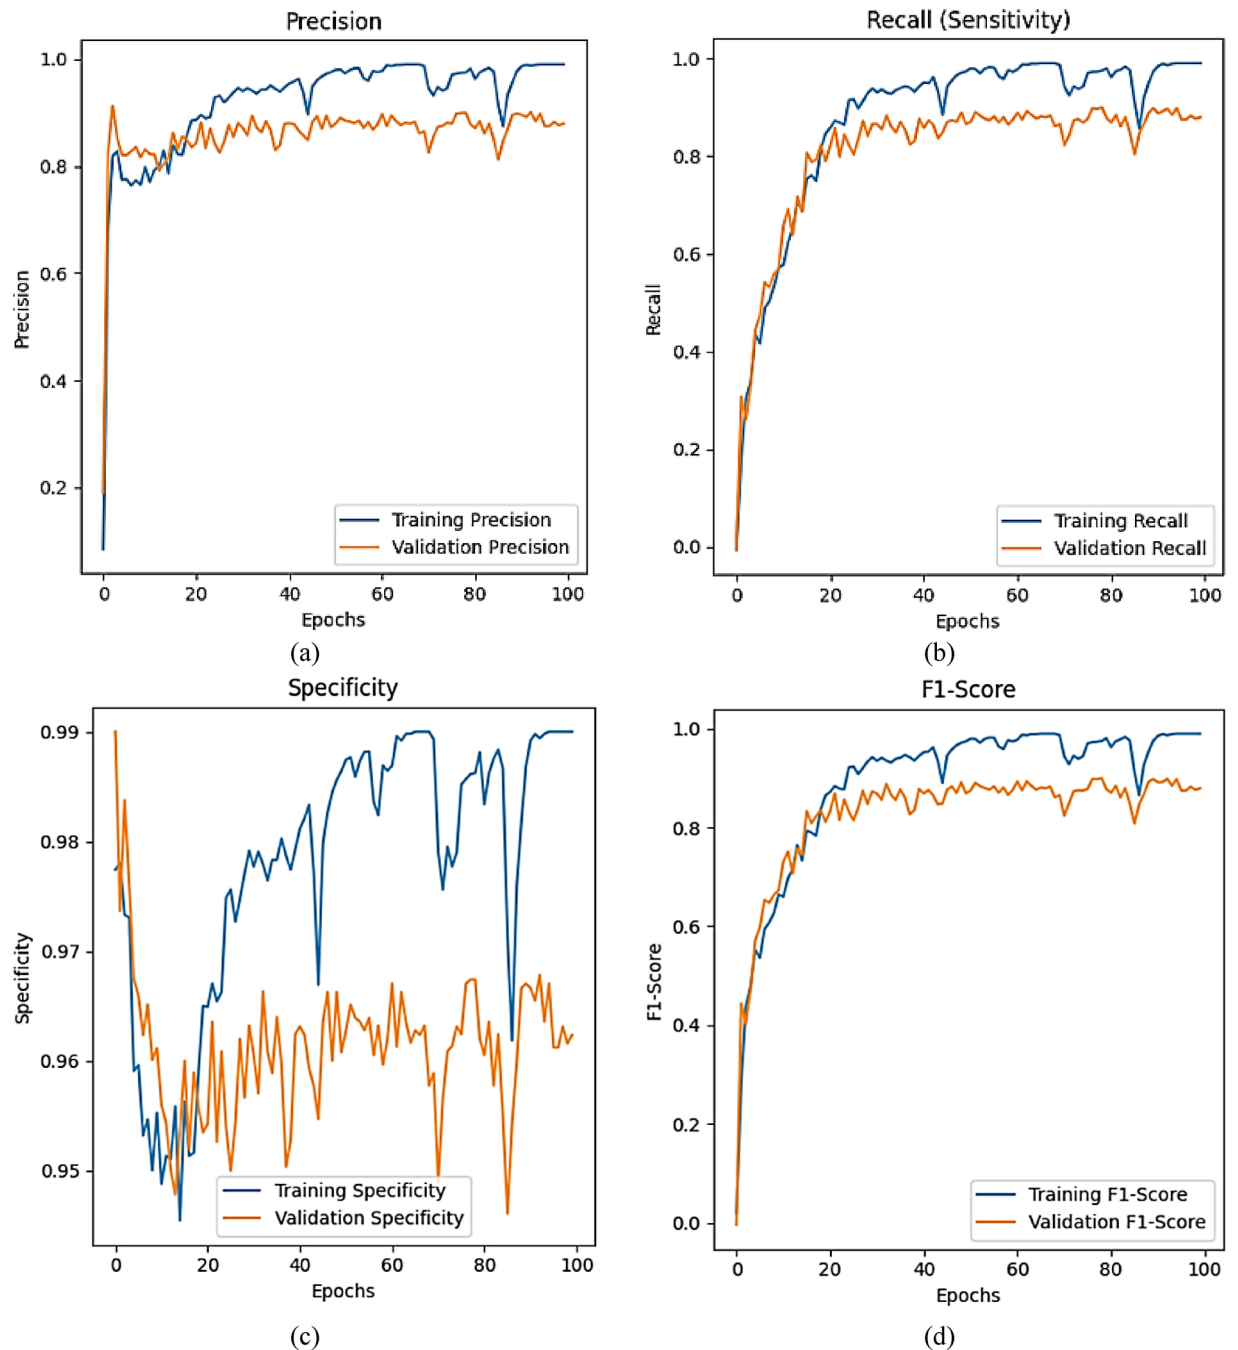 Precision
1.0
0.8
0.6
0.4
0.2
Precision
Training Precision
Validation Precision
0 20 40 60 80 100
Epochs
(a)
Recall (Sensitivity)
1.0
0.8
0.6
0.4
0.2
0.0
Recall
Training Recall
Validation Recall
0 20 40 60 80 100
Epochs
(b)
Specificity
0.99
0.98
0.97
0.96
0.95
Specificity
Training Specificity
Validation Specificity
0 20 40 60 80 100
Epochs
(c)
F1-Score
1.0
0.8
0.6
0.4
0.2
0.0
F1-Score
Training F1-Score
Validation F1-Score
0 20 40 60 80 100
Epochs
(d)